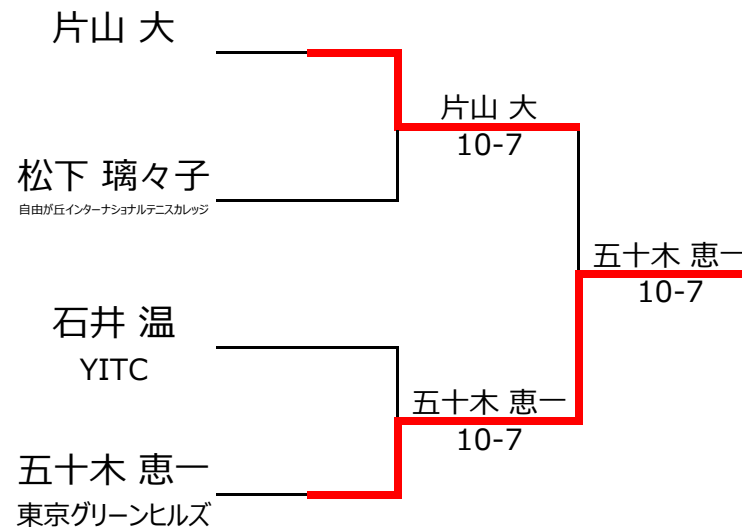 片山 大
松下 璃々子
自由が丘インターナショナルテニスカレッジ
石井 温
YITC
五十木 恵一
東京グリーンヒルズ
片山 大
10-7
五十木 恵一
10-7
五十木 恵一
10-7